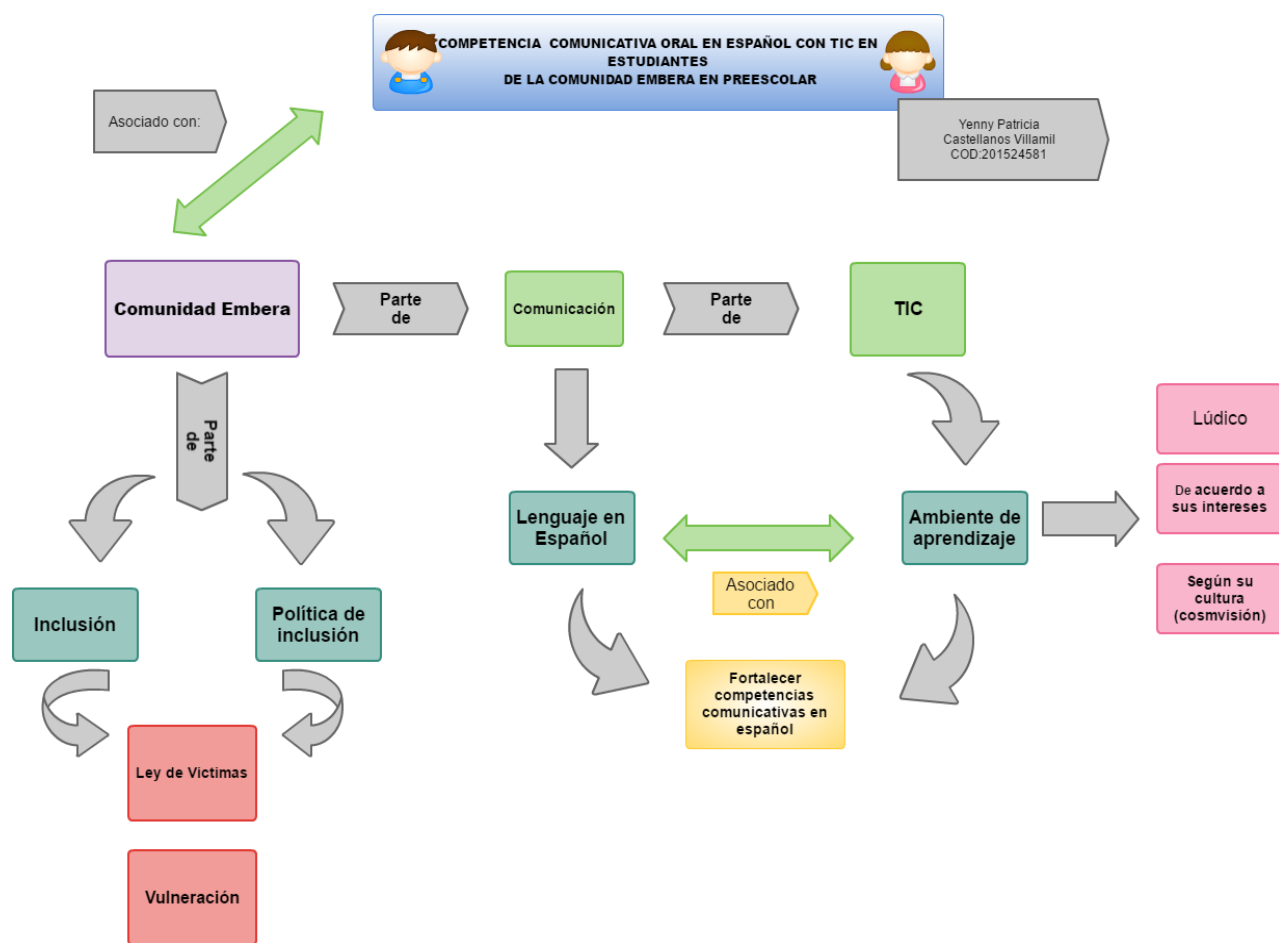 "COMPETENCIA COMUNICATIVA ORAL EN ESPAÑOL CON TIC EN
ESTUDIANTES
DE LA COMUNIDAD EMBERA EN PREESCOLAR
Asociado con:
Yenny Patricia
Castellanos Villamil
COD:201524581
Comunidad Embera
Parte
de
Comunicación
Parte
de
TIC
Parte
de
Lúdico
De acuerdo a
sus intereses
Según su
cultura
(cosmvisión)
Lenguaje en
Español
Ambiente de
aprendizaje
Asociado
con
Inclusión
Política de
inclusión
Fortalecer
competencias
comunicativas en
español
Ley de Victimas
Vulneración